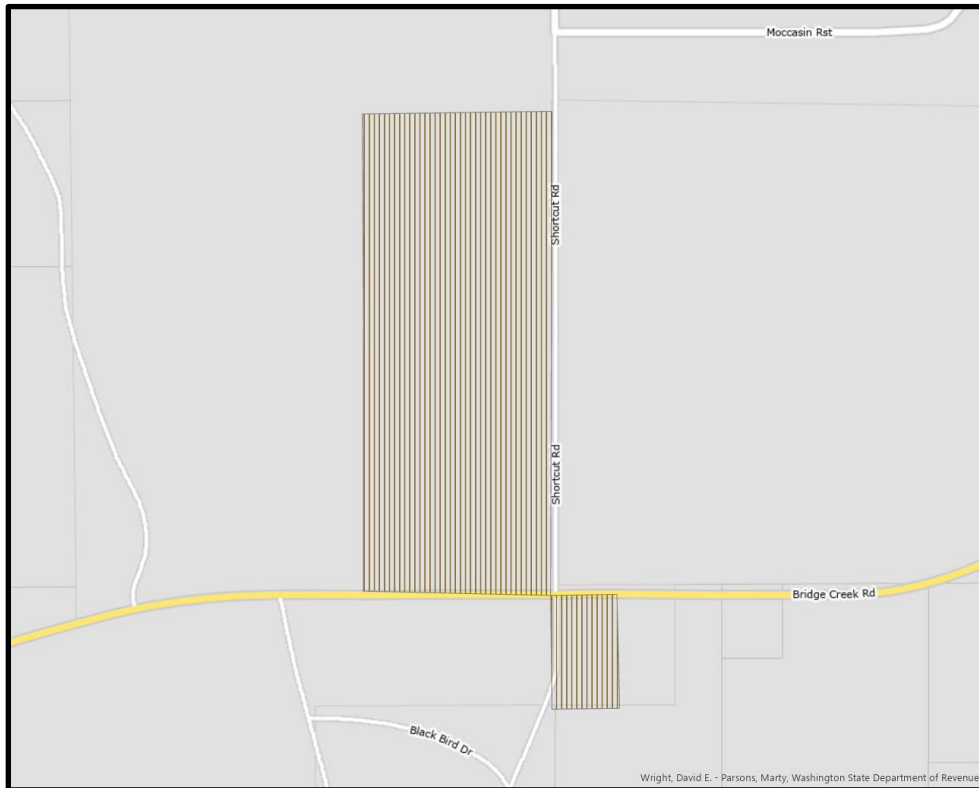 Moccasin Rst
Shortcut Rd
Shortcut Rd
Bridge Creek Rd
Black Bird Dr
Wright, David E. - Parsons, Marty, Washington State Department of Revenue